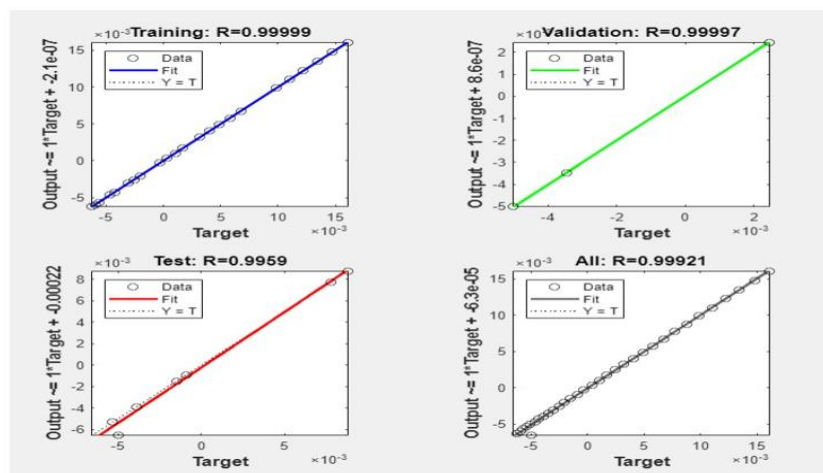 ×10⁻³ Training: R=0.99999
Output ~= 1*Target + -2.1e-07
15
10
5
0
-5
Data
Fit
Y = T
-5 0 5 10 15
Target
×10⁻³
×10⁻³ Validation: R=0.99997
Output ~= 1*Target + 8.6e-07
2
1
0
-1
-2
-3
-4
-5
Data
Fit
Y = T
-4 -2 0 2
Target
×10⁻³
×10⁻³ Test: R=0.9959
Output ~= 1*Target + -0.00022
8
6
4
2
0
-2
-4
-6
Data
Fit
Y = T
0 5
Target
×10⁻³
×10⁻³ All: R=0.99921
Output ~= 1*Target + -6.3e-05
15
10
5
0
-5
Data
Fit
Y = T
-5 0 5 10 15
Target
×10⁻³